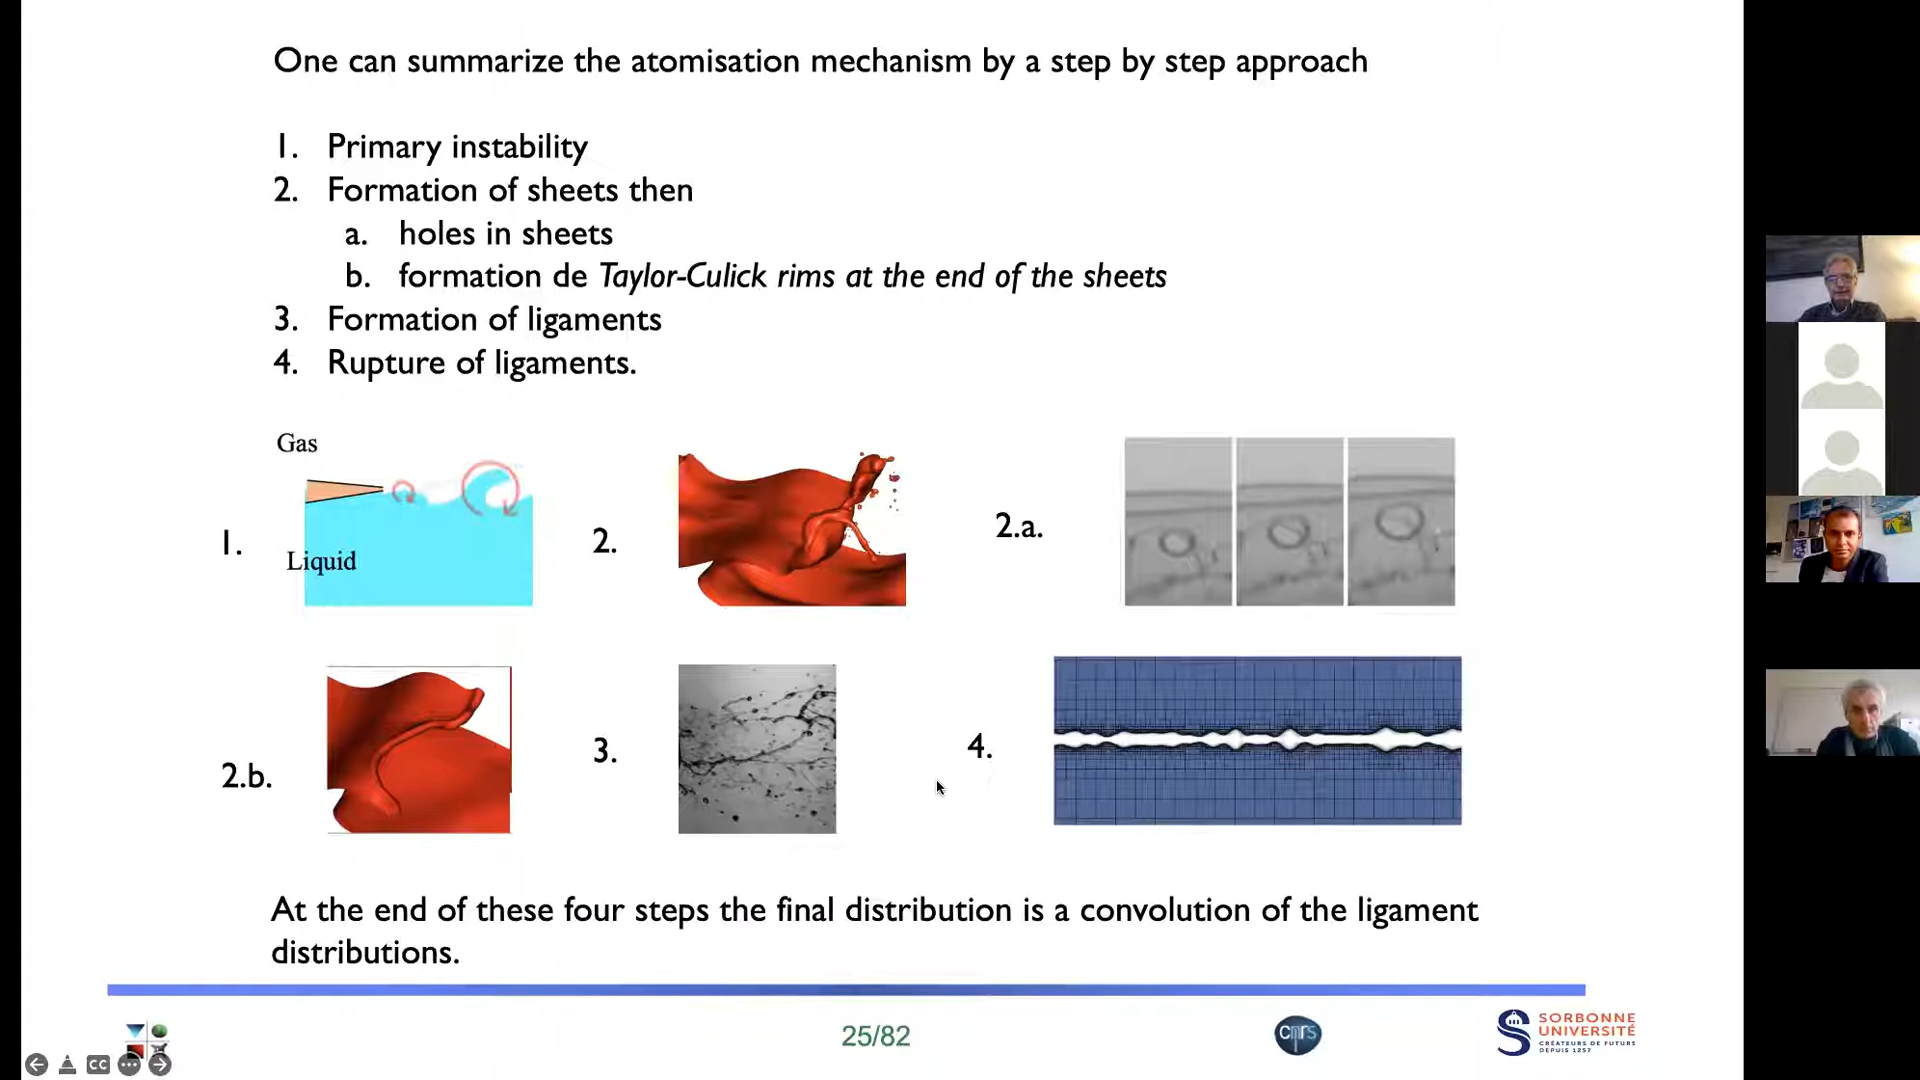 One can summarize the atomisation mechanism by a step by step approach
1. Primary instability
2. Formation of sheets then
a. holes in sheets
b. formation de Taylor-Culick rims at the end of the sheets
3. Formation of ligaments
4. Rupture of ligaments.
Gas
Liquid
1.
2.
2.a.
2.b.
3.
4.
At the end of these four steps the final distribution is a convolution of the ligament
distributions.
25/82
cnrs
SORBONNE
UNIVERSITÉ
CRÉATEURS DE FUTURS
DEPUIS 1257
CC